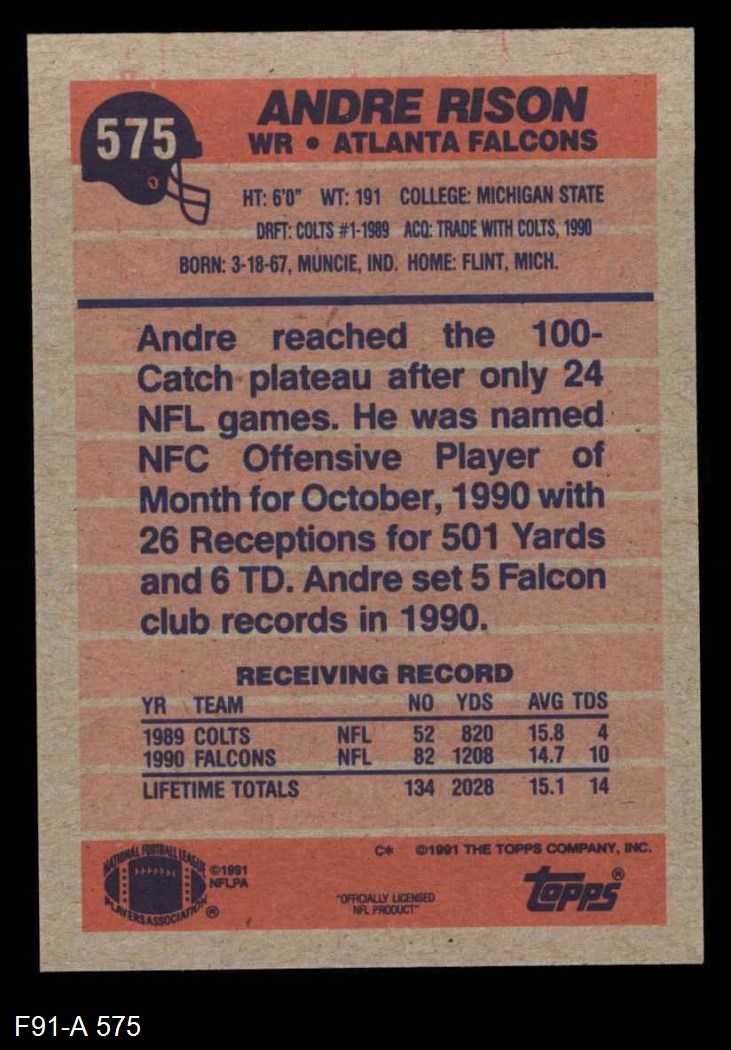 575
ANDRE RISON
WR • ATLANTA FALCONS
HT: 6'0" WT: 191 COLLEGE: MICHIGAN STATE
DRFT: COLTS #1-1989 ACQ: TRADE WITH COLTS, 1990
BORN: 3-18-67, MUNCIE, IND. HOME: FLINT, MICH.
Andre reached the 100-
Catch plateau after only 24
NFL games. He was named
NFC Offensive Player of
Month for October, 1990 with
26 Receptions for 501 Yards
and 6 TD. Andre set 5 Falcon
club records in 1990.
RECEIVING RECORD
YR TEAM NO YDS AVG TDS
1989 COLTS NFL 52 820 15.8 4
1990 FALCONS NFL 82 1208 14.7 10
LIFETIME TOTALS 134 2028 15.1 14
C* ©1991 THE TOPPS COMPANY, INC.
NATIONAL FOOTBALL LEAGUE
PLAYERS ASSOCIATION ®
©1991
NFLPA
"OFFICIALLY LICENSED
NFL PRODUCT"
topps®
F91-A 575